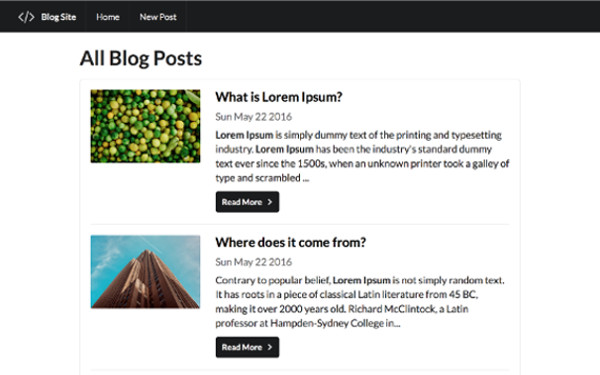 </> Blog Site Home New Post
All Blog Posts
What is Lorem Ipsum?
Sun May 22 2016
Lorem Ipsum is simply dummy text of the printing and typesetting
industry. Lorem Ipsum has been the industry's standard dummy
text ever since the 1500s, when an unknown printer took a galley of
type and scrambled ...
Read More
Where does it come from?
Sun May 22 2016
Contrary to popular belief, Lorem Ipsum is not simply random text.
It has roots in a piece of classical Latin literature from 45 BC,
making it over 2000 years old. Richard McClintock, a Latin
professor at Hampden-Sydney College in...
Read More